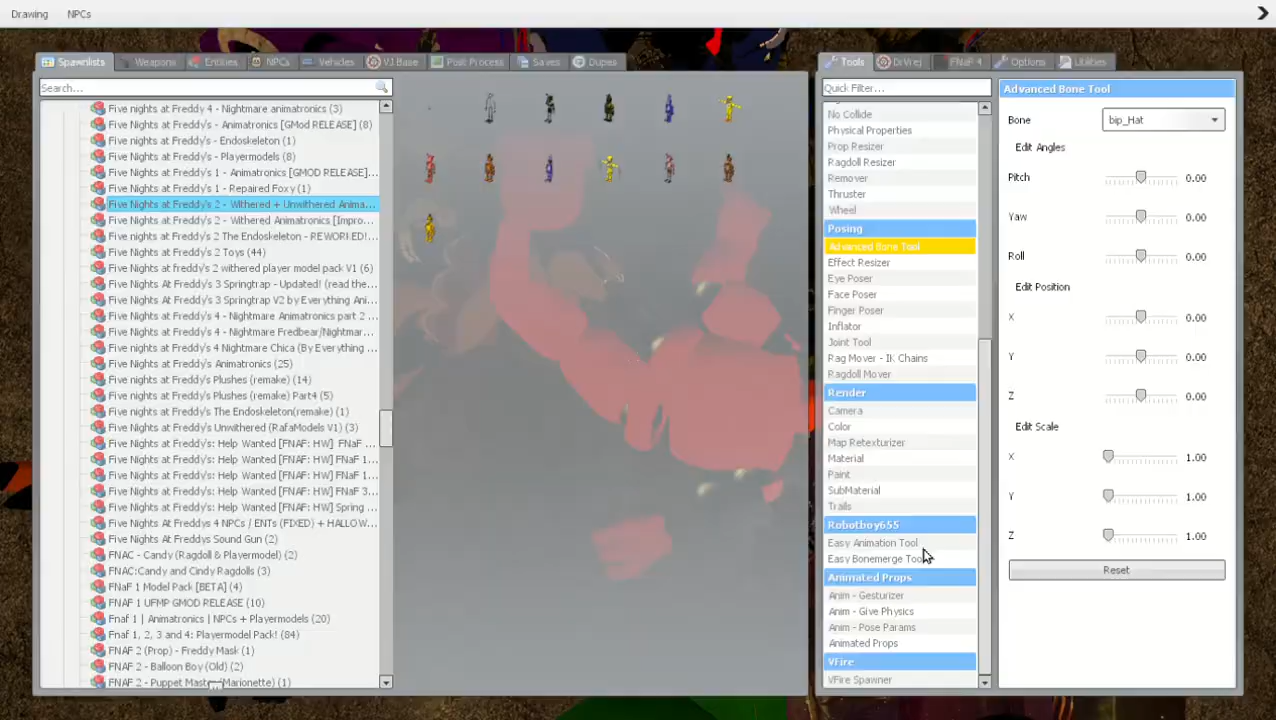 Drawing NPCs
Spawnlists Weapons Entities NPCs Vehicles VJ Base Post Process Saves Dupes
Search...
Five nights at Freddy 4 - Nightmare animatronics (3)
Five Nights at Freddy's - Animatronics [GMod RELEASE] (8)
Five Nights at Freddy's - Endoskeleton (1)
Five Nights at Freddy's - Playermodels (8)
Five Nights at Freddy's 1 - Animatronics [GMOD RELEASE]...
Five Nights at Freddy's 1 - Repaired Foxy (1)
Five Nights at Freddy's 2 - Withered + Unwithered Anima...
Five Nights at Freddy's 2 - Withered Animatronics [Impro...
Five Nights at Freddy's 2 The Endoskeleton - REWORKED!...
Five Nights at Freddy's 2 Toys (44)
Five Nights at freddy's 2 withered player model pack V1 (6)
Five Nights At Freddy's 3 Springtrap - Updated! (read the...
Five Nights at Freddy's 3 Springtrap V2 by Everything Ani...
Five Nights at Freddy's 4 - Nightmare Animatronics part 2 ...
Five Nights at Freddy's 4 - Nightmare Fredbear/Nightmar...
Five Nights at Freddy's 4 Nightmare Chica (By Everything ...
Five Nights at Freddys Animatronics (25)
Five nights at Freddy's Plushes (remake) (14)
Five nights at Freddy's Plushes (remake) Part4 (5)
Five Nights at Freddy's The Endoskeleton(remake) (1)
Five Nights at Freddys Unwithered (RafaModels V1) (3)
Five Nights at Freddy's: Help Wanted [FNAF: HW] FNaF ...
Five Nights at Freddy's: Help Wanted [FNAF: HW] FNAF 1...
Five Nights at Freddy's: Help Wanted [FNAF: HW] FNAF 1...
Five Nights at Freddy's: Help Wanted [FNAF: HW] FNAF 3...
Five Nights at Freddy's: Help Wanted [FNAF: HW] Spring ...
Five Nights At Freddys 4 NPCs / ENTs (FIXED) + HALLOW...
Five Nights At Freddys Sound Gun (2)
FNAC - Candy (Ragdoll & Playermodel) (2)
FNAC:Candy and Cindy Ragdolls (3)
FNaF 1 Model Pack [BETA] (4)
FNAF 1 UFMP GMOD RELEASE (10)
Fnaf 1 | Animatronics | NPCs + Playermodels (20)
Fnaf 1, 2, 3 and 4: Playermodel Pack! (84)
FNAF 2 (Prop) - Freddy Mask (1)
FNAF 2 - Balloon Boy (Old) (2)
FNAF 2 - Puppet Master(Marionette) (1)
Tools DrVrej FNaF 4 Options Utilities
Quick Filter...
No Collide
Physical Properties
Prop Resizer
Ragdoll Resizer
Remover
Thruster
Wheel
Posing
Advanced Bone Tool
Effect Resizer
Eye Poser
Face Poser
Finger Poser
Inflator
Joint Tool
Rag Mover - IK Chains
Ragdoll Mover
Render
Camera
Color
Map Retexturizer
Material
Paint
SubMaterial
Trails
Robotboy655
Easy Animation Tool
Easy Bonemerge Tool
Animated Props
Anim - Gesturizer
Anim - Give Physics
Anim - Pose Params
Animated Props
VFire
VFire Spawner
Advanced Bone Tool
Bone bip_Hat
Edit Angles
Pitch 0.00
Yaw 0.00
Roll 0.00
Edit Position
X 0.00
Y 0.00
Z 0.00
Edit Scale
X 1.00
Y 1.00
Z 1.00
Reset